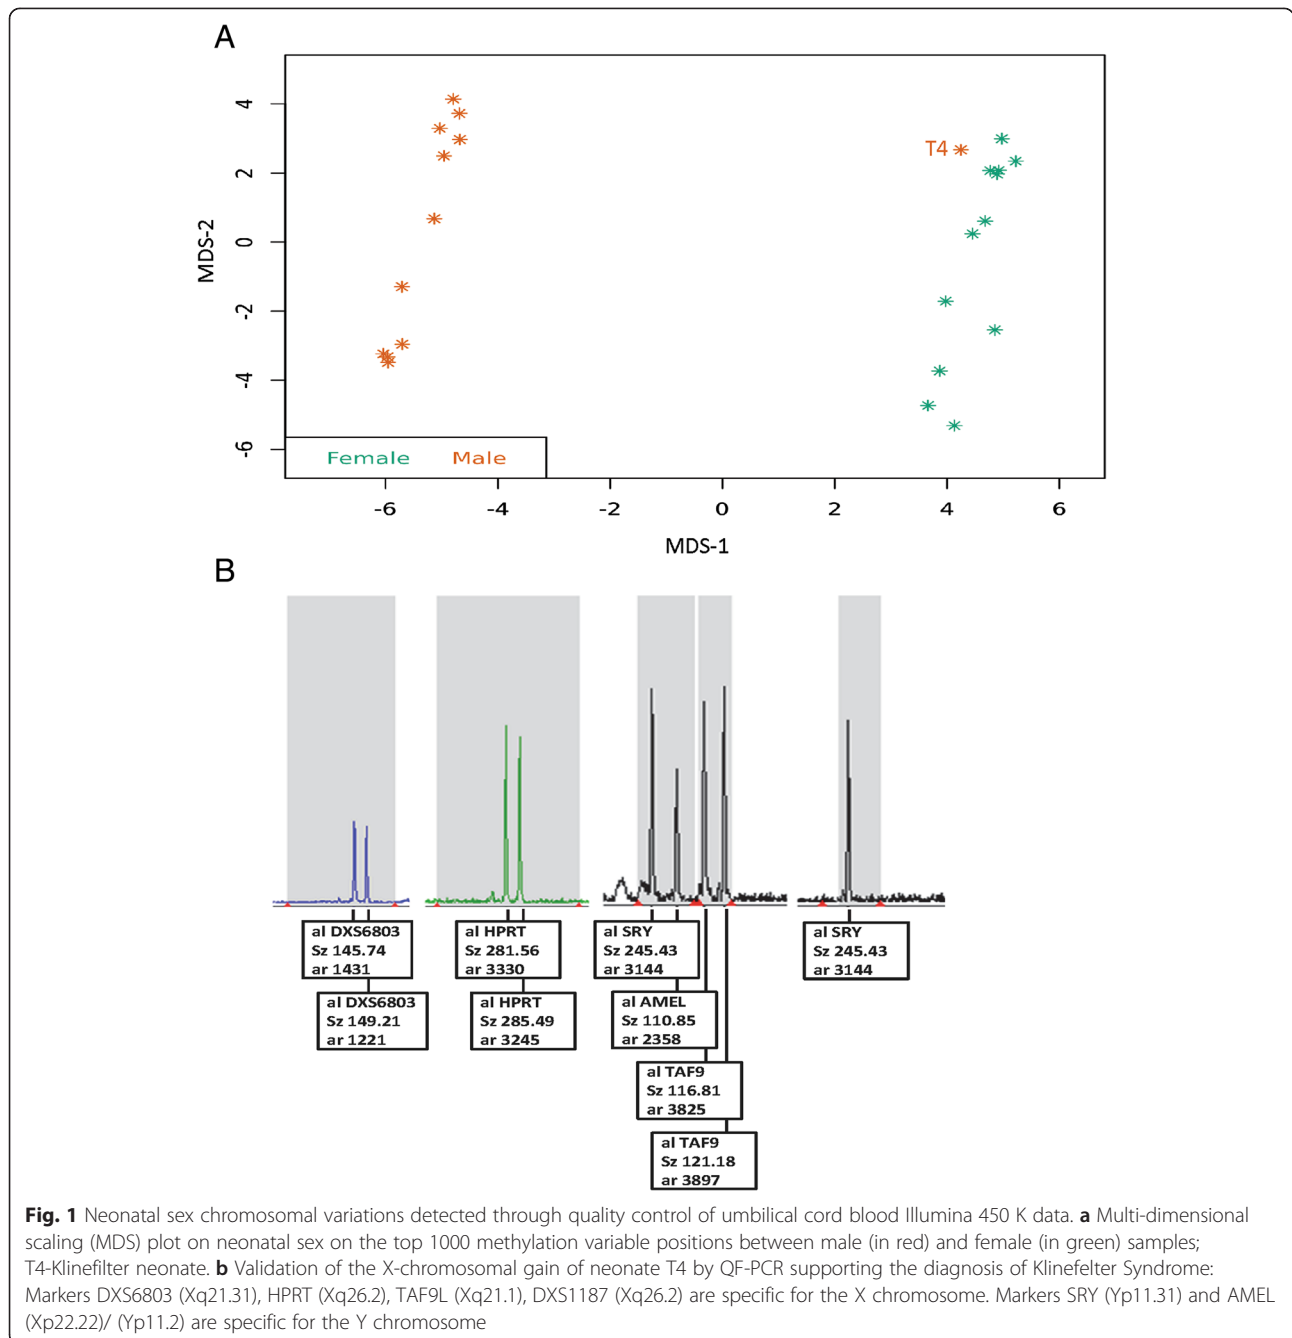 A
4
2
0
-2
-4
-6
MDS-2
T4
Female Male
-6 -4 -2 0 2 4 6
MDS-1
B
al DXS6803
Sz 145.74
ar 1431
al DXS6803
Sz 149.21
ar 1221
al HPRT
Sz 281.56
ar 3330
al HPRT
Sz 285.49
ar 3245
al SRY
Sz 245.43
ar 3144
al AMEL
Sz 110.85
ar 2358
al TAF9
Sz 116.81
ar 3825
al TAF9
Sz 121.18
ar 3897
al SRY
Sz 245.43
ar 3144
Fig. 1 Neonatal sex chromosomal variations detected through quality control of umbilical cord blood Illumina 450 K data. a Multi-dimensional
scaling (MDS) plot on neonatal sex on the top 1000 methylation variable positions between male (in red) and female (in green) samples;
T4-Klinefilter neonate. b Validation of the X-chromosomal gain of neonate T4 by QF-PCR supporting the diagnosis of Klinefelter Syndrome:
Markers DXS6803 (Xq21.31), HPRT (Xq26.2), TAF9L (Xq21.1), DXS1187 (Xq26.2) are specific for the X chromosome. Markers SRY (Yp11.31) and AMEL
(Xp22.22)/ (Yp11.2) are specific for the Y chromosome